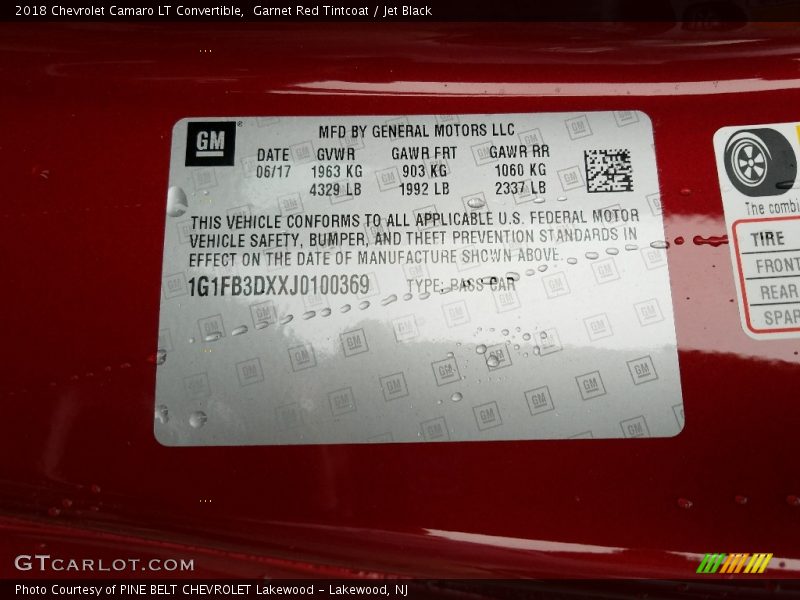 2018 Chevrolet Camaro LT Convertible, Garnet Red Tintcoat / Jet Black
GM
MFD BY GENERAL MOTORS LLC
DATE GVWR GAWR FRT GAWR RR
06/17 1963 KG 903 KG 1060 KG
4329 LB 1992 LB 2337 LB
THIS VEHICLE CONFORMS TO ALL APPLICABLE U.S. FEDERAL MOTOR
VEHICLE SAFETY, BUMPER, AND THEFT PREVENTION STANDARDS IN
EFFECT ON THE DATE OF MANUFACTURE SHOWN ABOVE.
1G1FB3DXXJ0100369 TYPE: PASS CAR
The combi
TIRE
FRONT
REAR
SPAR
GTCARLOT.COM
Photo Courtesy of PINE BELT CHEVROLET Lakewood - Lakewood, NJ